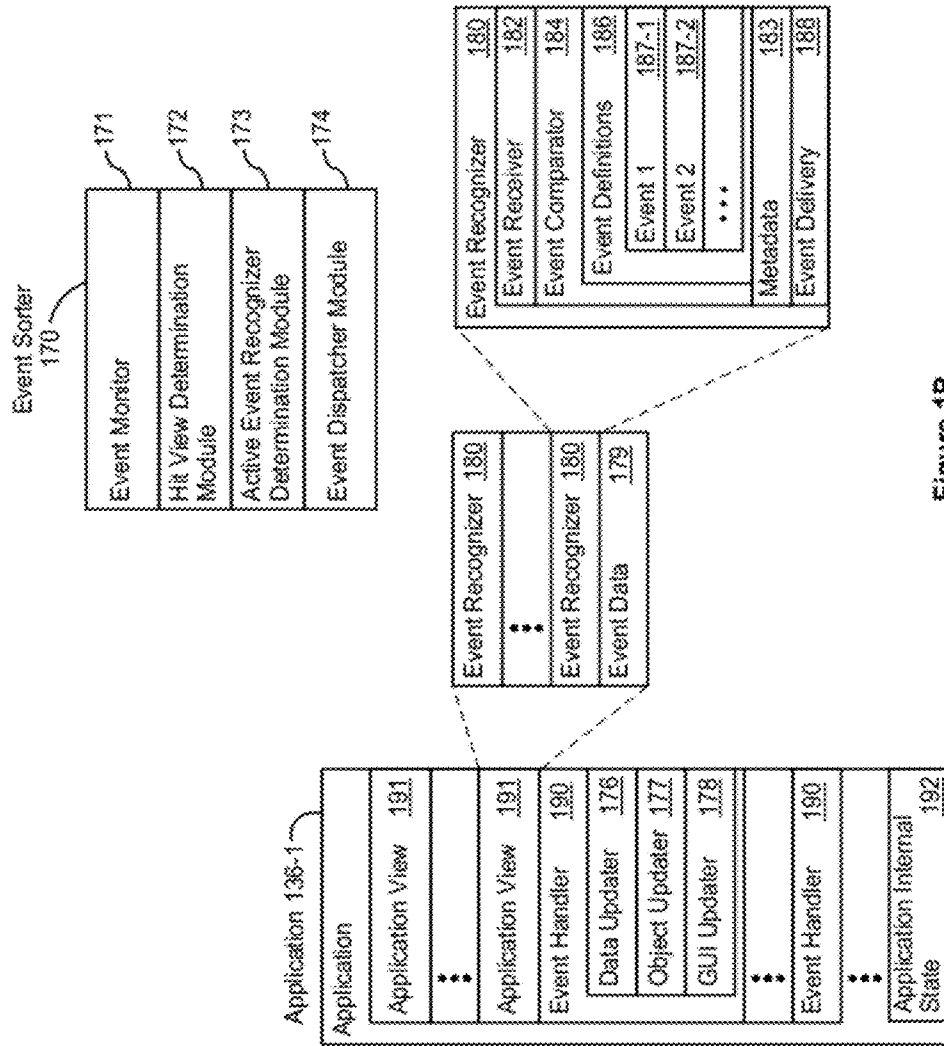 Event Sorter
170
Event Monitor
171
Hit View Determination
Module
172
Active Event Recognizer
Determination Module
173
Event Dispatcher Module
174
Application 136-1
Application
Application View 191
Application View 191
Event Handler 190
Data Updater 176
Object Updater 177
GUI Updater 178
Event Handler 190
Application Internal
State 192
Event Recognizer 180
Event Recognizer 180
Event Data 179
Event Recognizer 180
Event Receiver 182
Event Comparator 184
Event Definitions 186
Event 1 187-1
Event 2 187-2
Metadata 183
Event Delivery 188
Figure 1B